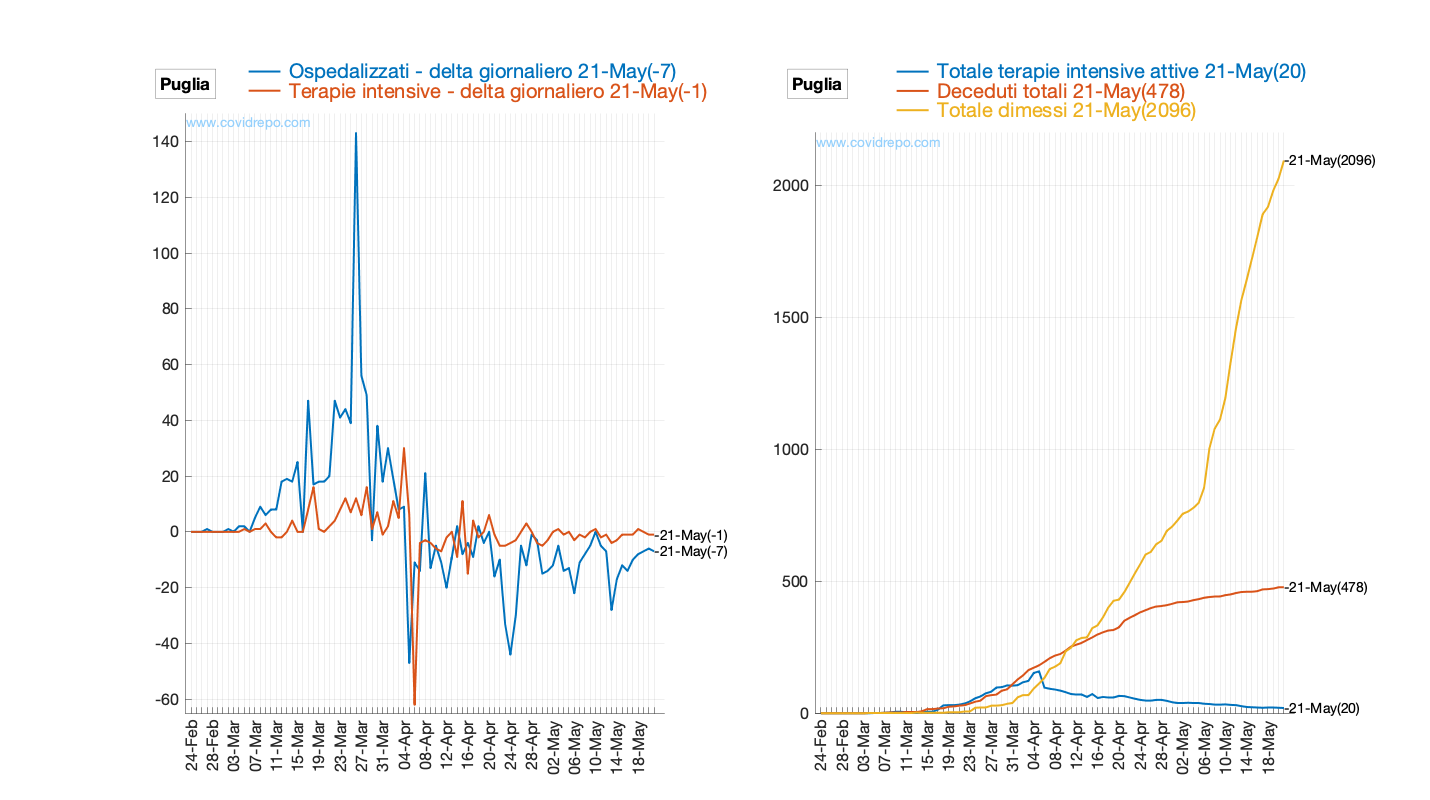 Puglia
Ospedalizzati - delta giornaliero 21-May(-7)
Terapie intensive - delta giornaliero 21-May(-1)
www.covidrepo.com
140
120
100
80
60
40
20
0
-20
-40
-60
-21-May(-1)
-21-May(-7)
24-Feb
28-Feb
03-Mar
07-Mar
11-Mar
15-Mar
19-Mar
23-Mar
27-Mar
31-Mar
04-Apr
08-Apr
12-Apr
16-Apr
20-Apr
24-Apr
28-Apr
02-May
06-May
10-May
14-May
18-May
Puglia
Totale terapie intensive attive 21-May(20)
Deceduti totali 21-May(478)
Totale dimessi 21-May(2096)
www.covidrepo.com
2000
1500
1000
500
0
-21-May(2096)
-21-May(478)
-21-May(20)
24-Feb
28-Feb
03-Mar
07-Mar
11-Mar
15-Mar
19-Mar
23-Mar
27-Mar
31-Mar
04-Apr
08-Apr
12-Apr
16-Apr
20-Apr
24-Apr
28-Apr
02-May
06-May
10-May
14-May
18-May